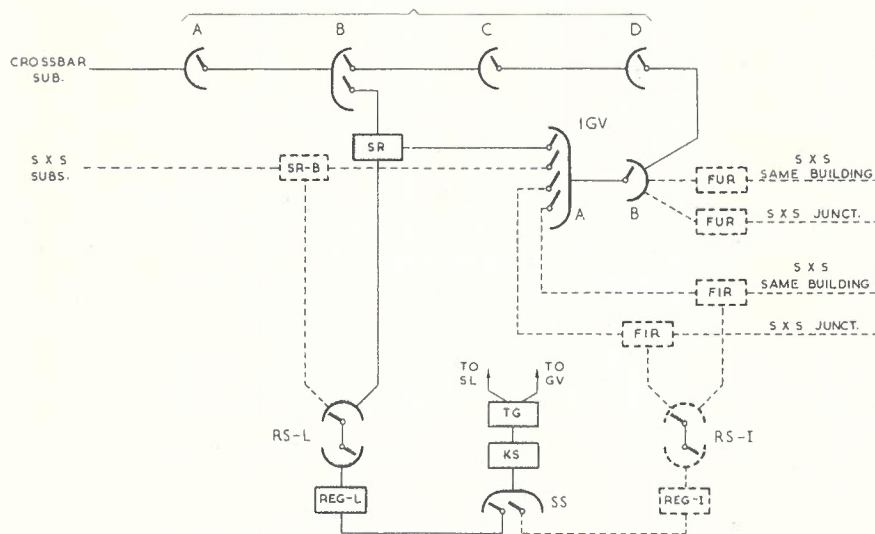 A
B
C
D
CROSSBAR
SUB.
1GV
SR
S X S
SUBS.
SR-B
A
B
FUR
S X S
SAME BUILDING
FUR
S X S JUNCT.
S X S
SAME BUILDING
FIR
FIR
S X S JUNCT.
TO
SL
TO
GV
TG
RS-L
KS
RS-I
REG-L
SS
REG-I